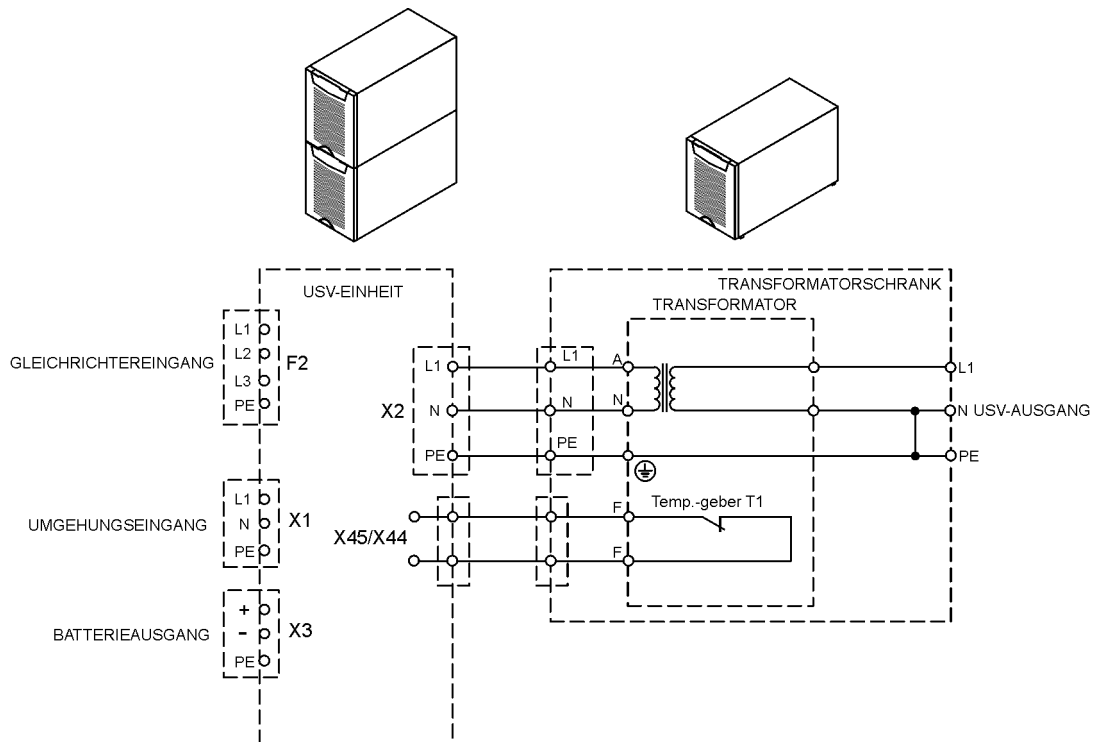 USV-EINHEIT
TRANSFORMATORSCHRANK
TRANSFORMATOR
GLEICHRICHTEREINGANG
L1
L2
L3
PE
F2
X2
L1
N
PE
L1
N
PE
A
N
L1
N USV-AUSGANG
PE
UMGEHUNGSEINGANG
L1
N
PE
X1
X45/X44
F
F
Temp.-geber T1
BATTERIEAUSGANG
+
-
PE
X3